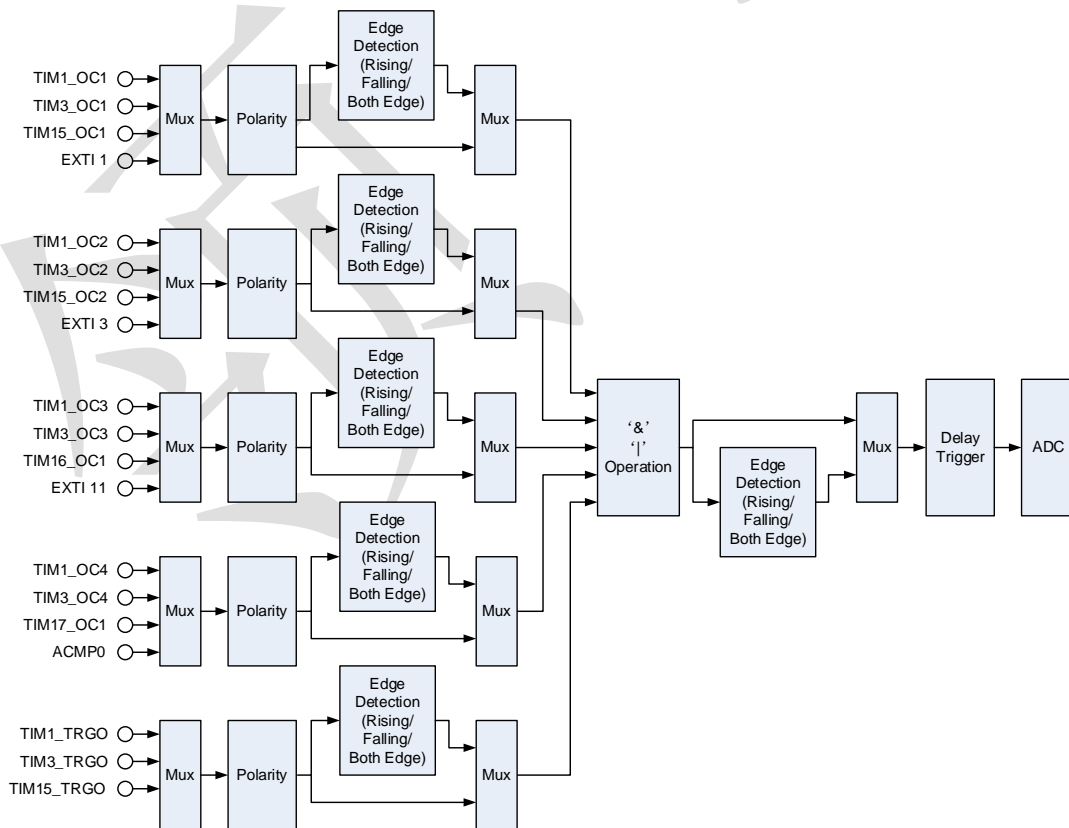 TIM1_OC1
TIM3_OC1
TIM15_OC1
EXTI 1
Mux
Polarity
Edge
Detection
(Rising/
Falling/
Both Edge)
Mux
TIM1_OC2
TIM3_OC2
TIM15_OC2
EXTI 3
Mux
Polarity
Edge
Detection
(Rising/
Falling/
Both Edge)
Mux
TIM1_OC3
TIM3_OC3
TIM16_OC1
EXTI 11
Mux
Polarity
Edge
Detection
(Rising/
Falling/
Both Edge)
Mux
TIM1_OC4
TIM3_OC4
TIM17_OC1
ACMP0
Mux
Polarity
Edge
Detection
(Rising/
Falling/
Both Edge)
Mux
TIM1_TRGO
TIM3_TRGO
TIM15_TRGO
Mux
Polarity
Edge
Detection
(Rising/
Falling/
Both Edge)
Mux
‘&’
‘|’
Operation
Edge
Detection
(Rising/
Falling/
Both Edge)
Mux
Delay
Trigger
ADC